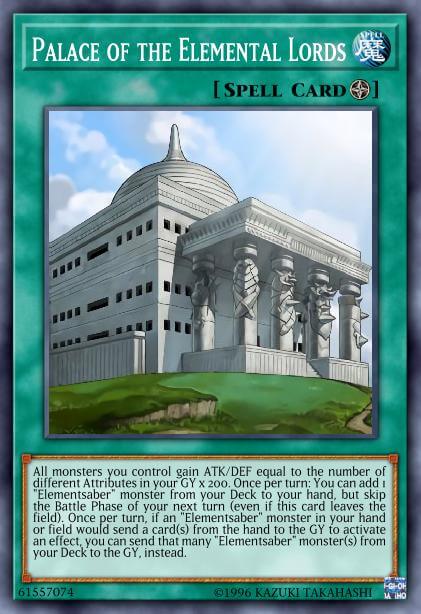 PALACE OF THE ELEMENTAL LORDS
SPELL
魔
[SPELL CARD]
All monsters you control gain ATK/DEF equal to the number of
different Attributes in your GY x 200. Once per turn: You can add 1
"Elementsaber" monster from your Deck to your hand, but skip
the Battle Phase of your next turn (even if this card leaves the
field). Once per turn, if an "Elementsaber" monster in your hand
or field would send a card(s) from the hand to the GY to activate
an effect, you can send that many "Elementsaber" monster(s) from
your Deck to the GY, instead.
61557074
©1996 KAZUKI TAKAHASHI